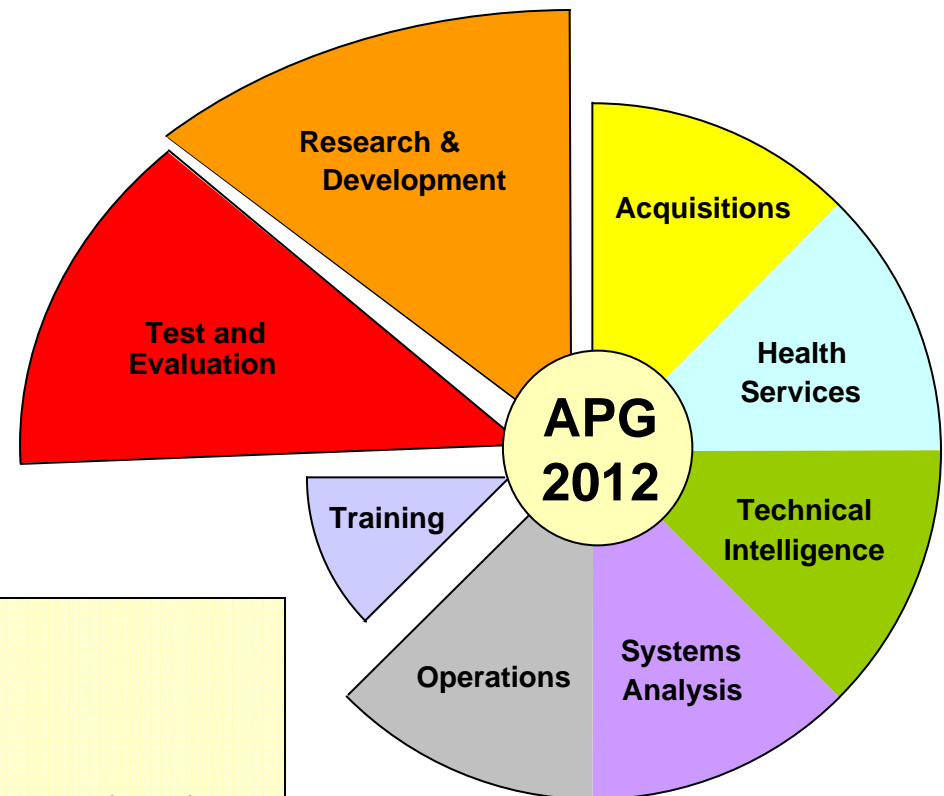 Research &
Development
Acquisitions
Test and
Evaluation
Health
Services
APG
2012
Training
Technical
Intelligence
Operations
Systems
Analysis